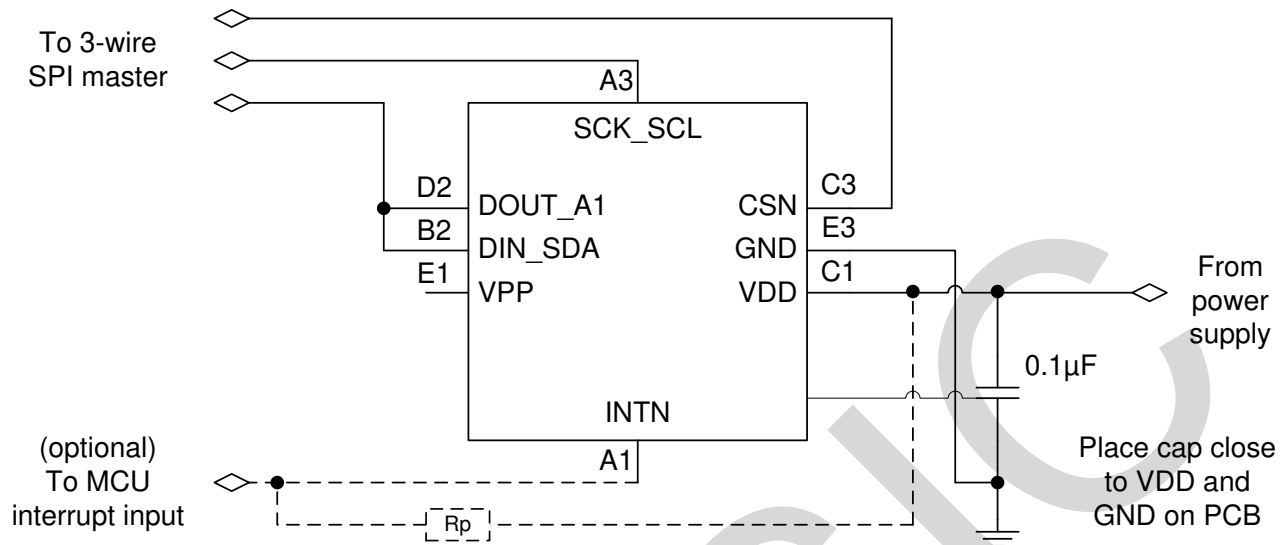 To 3-wire
SPI master
A3
SCK_SCL
D2
DOUT_A1
B2
DIN_SDA
E1
VPP
C3
CSN
E3
GND
C1
VDD
From
power
supply
0.1µF
INTN
A1
(optional)
To MCU
interrupt input
Rp
Place cap close
to VDD and
GND on PCB